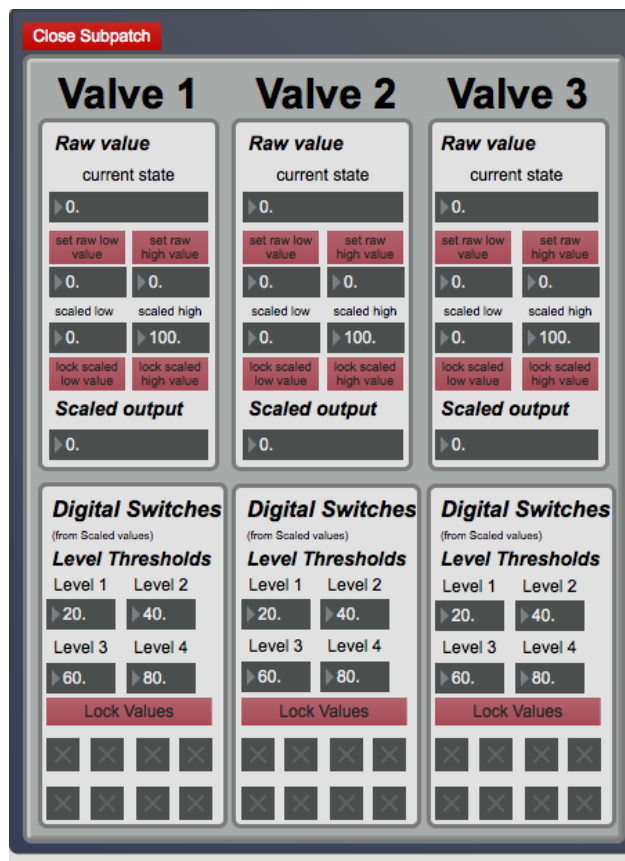 Close Subpatch
Valve 1
Raw value
current state
0.
set raw low
value
set raw
high value
0.
0.
scaled low
scaled high
0.
100.
lock scaled
low value
lock scaled
high value
Scaled output
0.
Digital Switches
(from Scaled values)
Level Thresholds
Level 1
Level 2
20.
40.
Level 3
Level 4
60.
80.
Lock Values
Valve 2
Raw value
current state
0.
set raw low
value
set raw
high value
0.
0.
scaled low
scaled high
0.
100.
lock scaled
low value
lock scaled
high value
Scaled output
0.
Digital Switches
(from Scaled values)
Level Thresholds
Level 1
Level 2
20.
40.
Level 3
Level 4
60.
80.
Lock Values
Valve 3
Raw value
current state
0.
set raw low
value
set raw
high value
0.
0.
scaled low
scaled high
0.
100.
lock scaled
low value
lock scaled
high value
Scaled output
0.
Digital Switches
(from Scaled values)
Level Thresholds
Level 1
Level 2
20.
40.
Level 3
Level 4
60.
80.
Lock Values